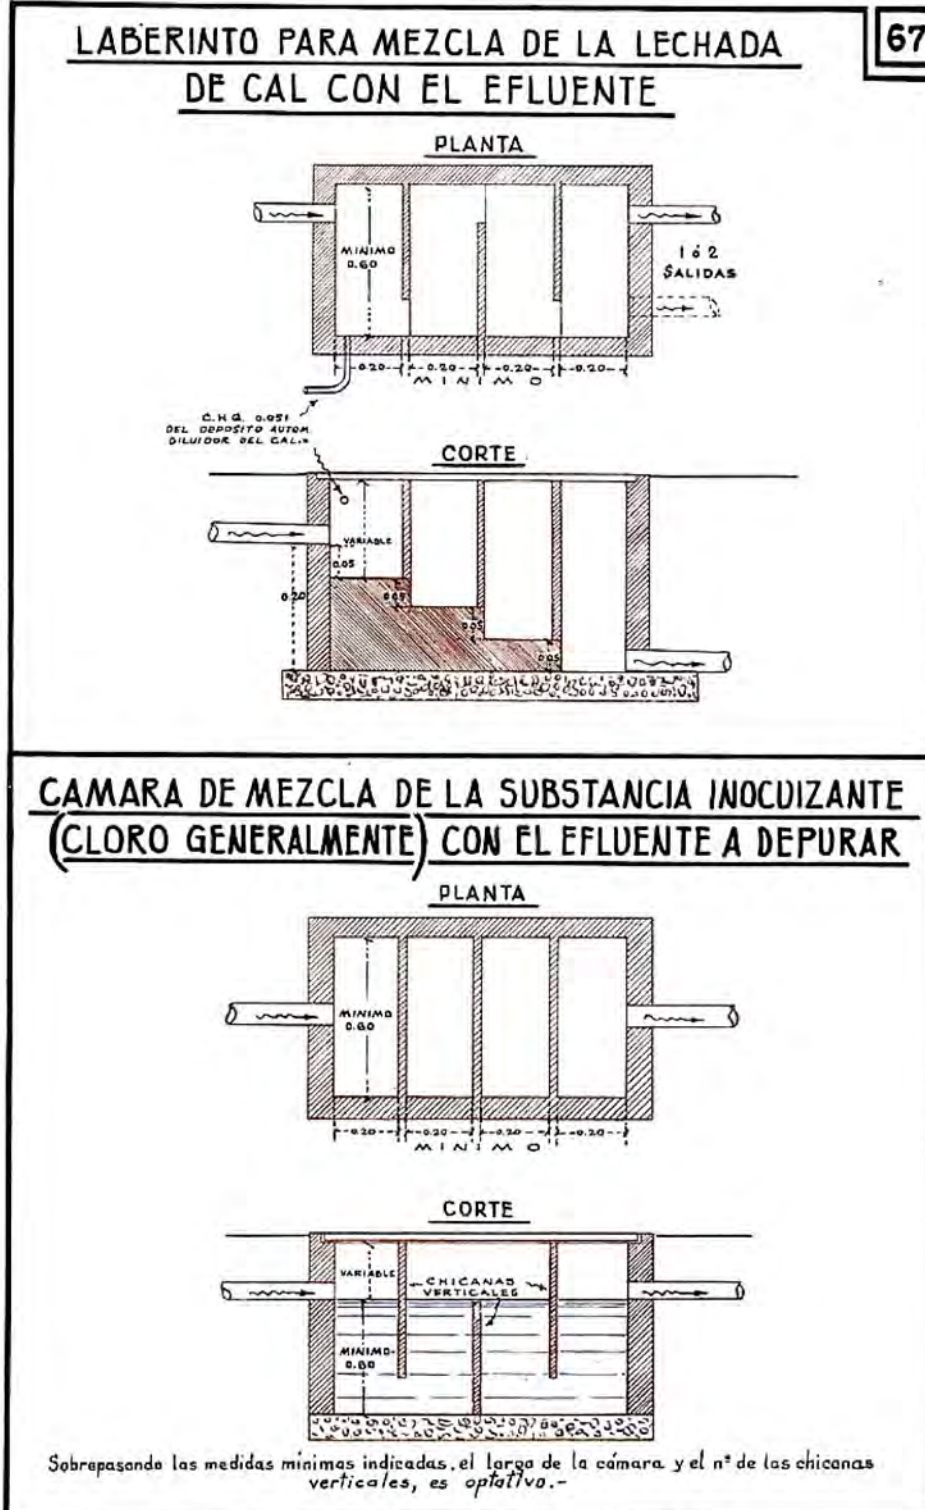 67
LABERINTO PARA MEZCLA DE LA LECHADA
DE CAL CON EL EFLUENTE
PLANTA
MINIMO
0.60
1 ó 2
SALIDAS
0.20 0.20 0.20 0.20
MINIMO
C.H.G. 0.051
DEL DEPOSITO AUTOM.
DILUIDOR DEL CAL.
CORTE
VARIABLE
0.05
0.20
0.05
0.05
0.05
CAMARA DE MEZCLA DE LA SUBSTANCIA INOCUIZANTE
(CLORO GENERALMENTE) CON EL EFLUENTE A DEPURAR
PLANTA
MINIMO
0.60
0.20 0.20 0.20 0.20
MINIMO
CORTE
VARIABLE
CHICANAS
VERTICALES
MINIMO
0.60
Sobrepasando las medidas mínimas indicadas, el largo de la cámara y el nº de las chicanas
verticales, es optativo.-